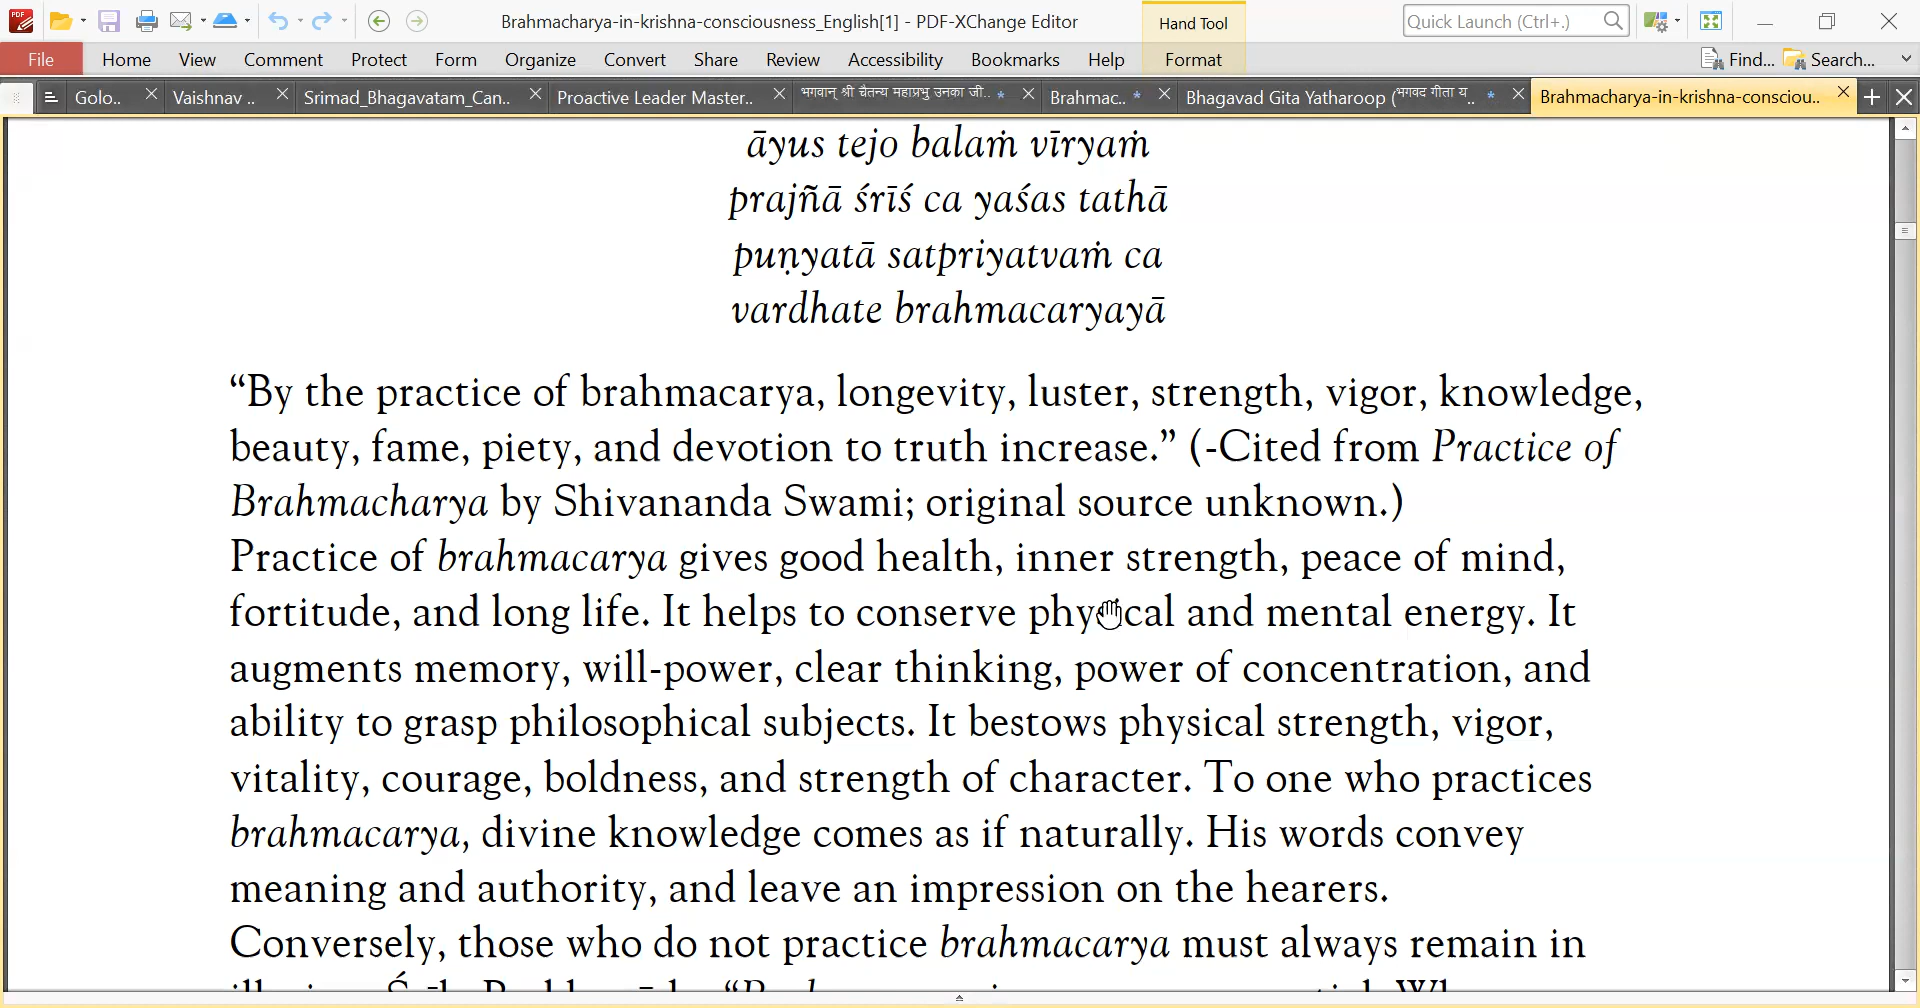 Brahmacharya-in-krishna-consciousness_English[1] - PDF-XChange Editor
Hand Tool
Quick Launch (Ctrl+.)
File Home View Comment Protect Form Organize Convert Share Review Accessibility Bookmarks Help Format Find... Search...
Golo.. Vaishnav .. Srimad_Bhagavatam_Can.. Proactive Leader Master.. भगवान् श्री चैतन्य महाप्रभु उनका जी.. * Brahmac.. * Bhagavad Gita Yatharoop (भगवद गीता य.. * Brahmacharya-in-krishna-consciou..
āyus tejo balaṁ vīryaṁ
prajñā śrīś ca yaśas tathā
puṇyatā satpriyatvaṁ ca
vardhate brahmacaryayā
“By the practice of brahmacarya, longevity, luster, strength, vigor, knowledge,
beauty, fame, piety, and devotion to truth increase.” (-Cited from Practice of
Brahmacharya by Shivananda Swami; original source unknown.)
Practice of brahmacarya gives good health, inner strength, peace of mind,
fortitude, and long life. It helps to conserve physical and mental energy. It
augments memory, will-power, clear thinking, power of concentration, and
ability to grasp philosophical subjects. It bestows physical strength, vigor,
vitality, courage, boldness, and strength of character. To one who practices
brahmacarya, divine knowledge comes as if naturally. His words convey
meaning and authority, and leave an impression on the hearers.
Conversely, those who do not practice brahmacarya must always remain in